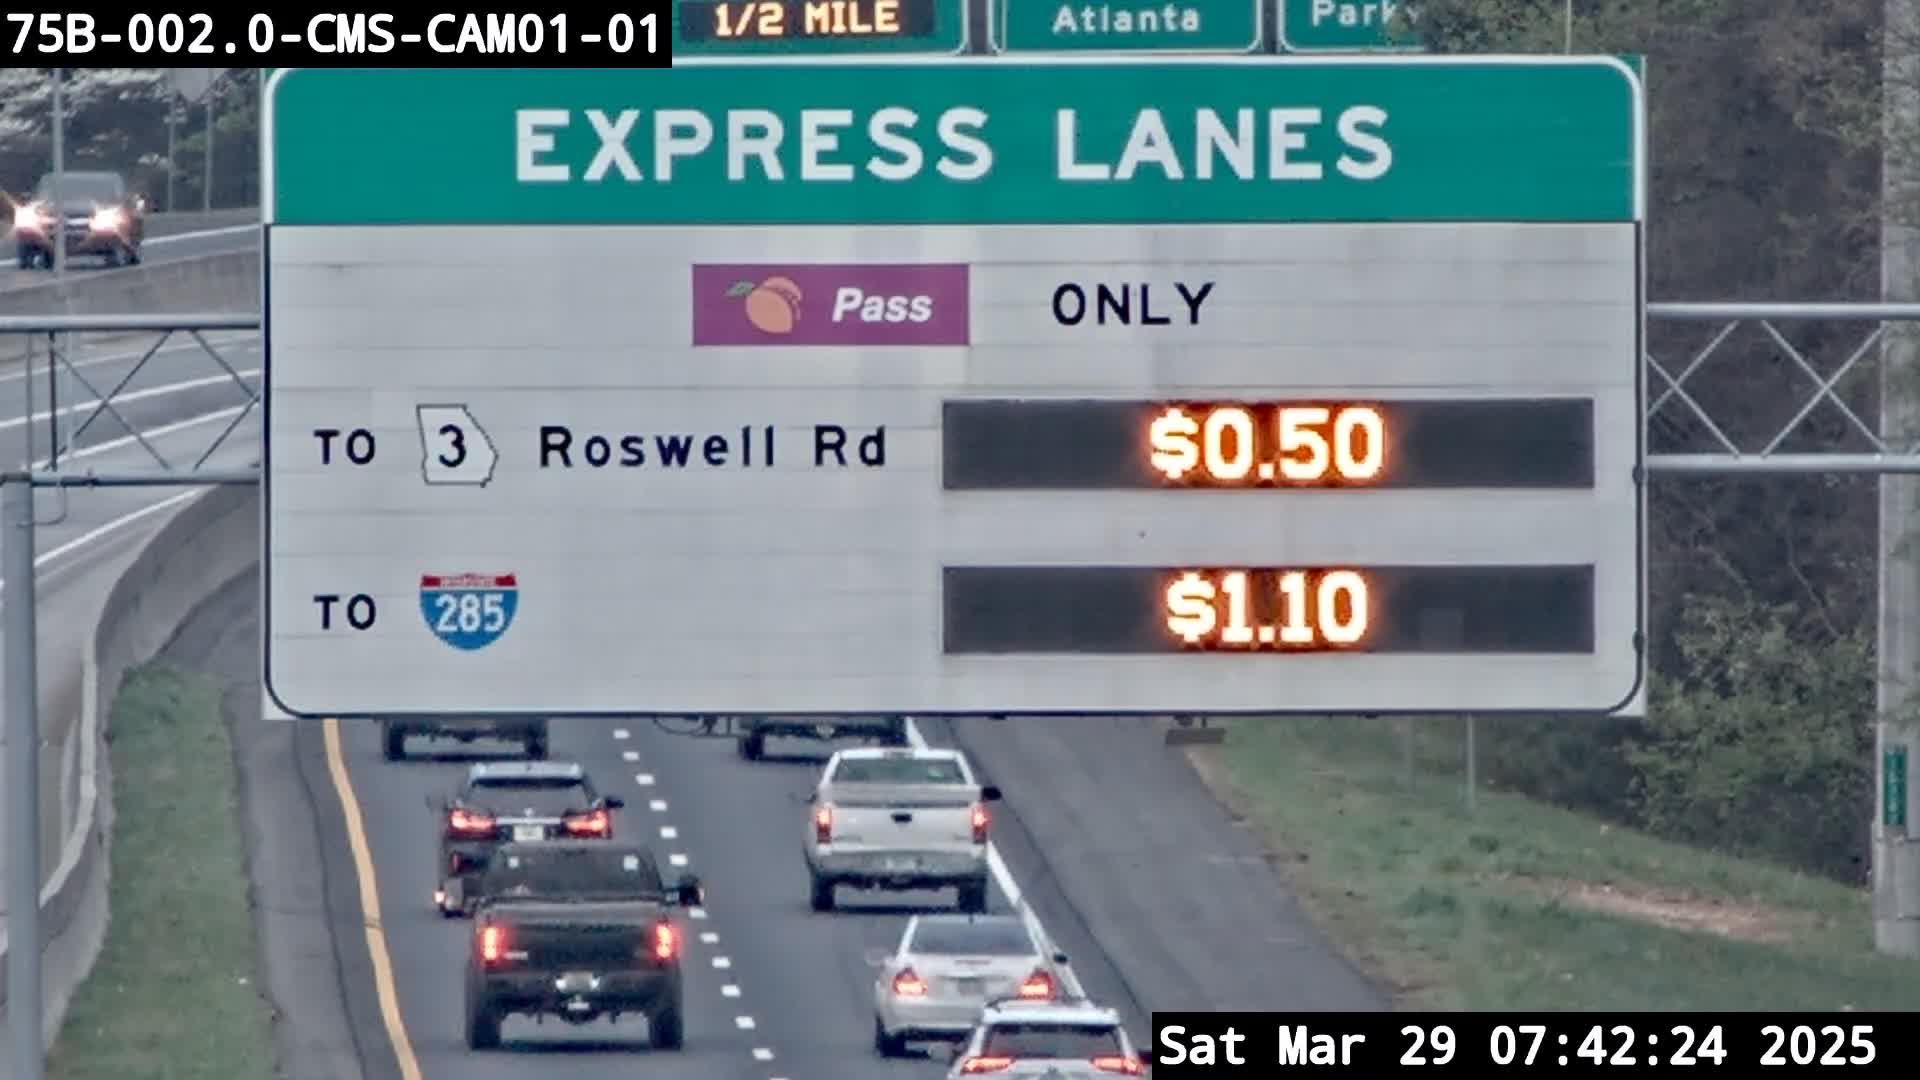 75B-002.0-CMS-CAM01-01
1/2 MILE
Atlanta
EXPRESS LANES
Pass ONLY
TO 3 Roswell Rd $0.50
TO INTERSTATE 285 $1.10
Sat Mar 29 07:42:24 2025